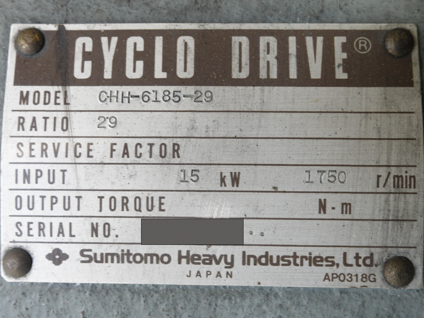 CYCLO DRIVE®
MODEL CHH-6185-29
RATIO 29
SERVICE FACTOR
INPUT 15 kW 1750 r/min
OUTPUT TORQUE N·m
SERIAL NO.
Sumitomo Heavy Industries, Ltd.
JAPAN AP0318G